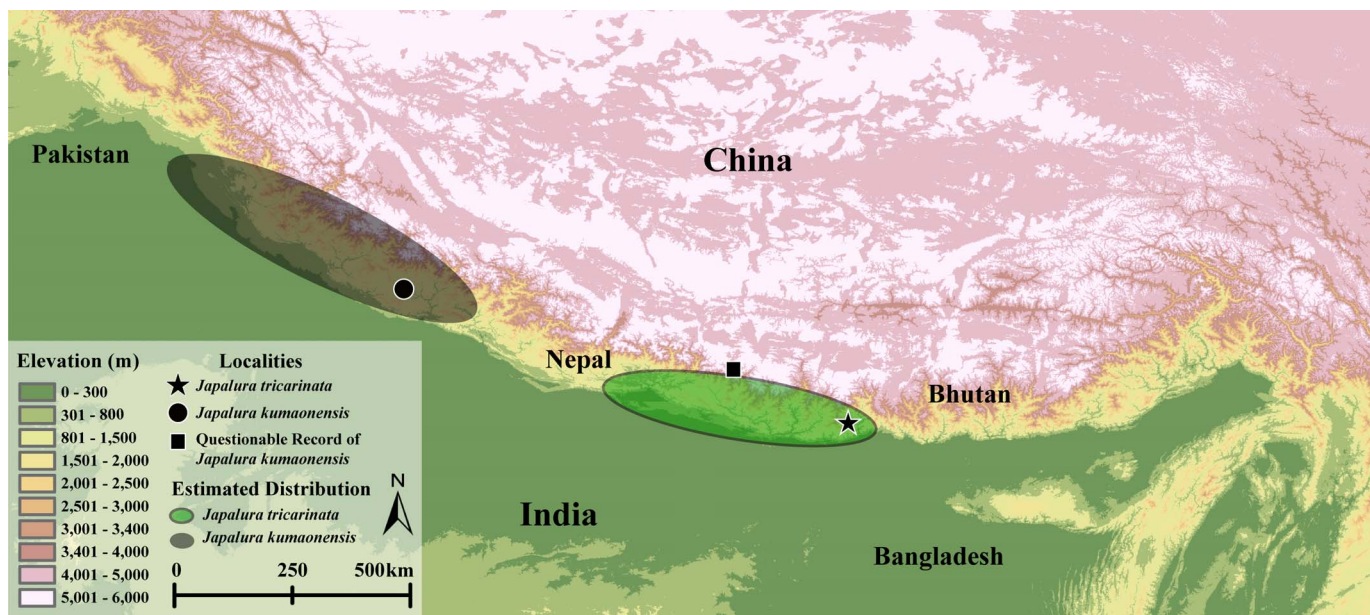 Pakistan
China
Nepal
Bhutan
India
Bangladesh
Elevation (m)
0 - 300
301 - 800
801 - 1,500
1,501 - 2,000
2,001 - 2,500
2,501 - 3,000
3,001 - 3,400
3,401 - 4,000
4,001 - 5,000
5,001 - 6,000
Localities
Japalura tricarinata
Japalura kumaonensis
Questionable Record of
Japalura kumaonensis
Estimated Distribution
Japalura tricarinata
Japalura kumaonensis
N
0 250 500km